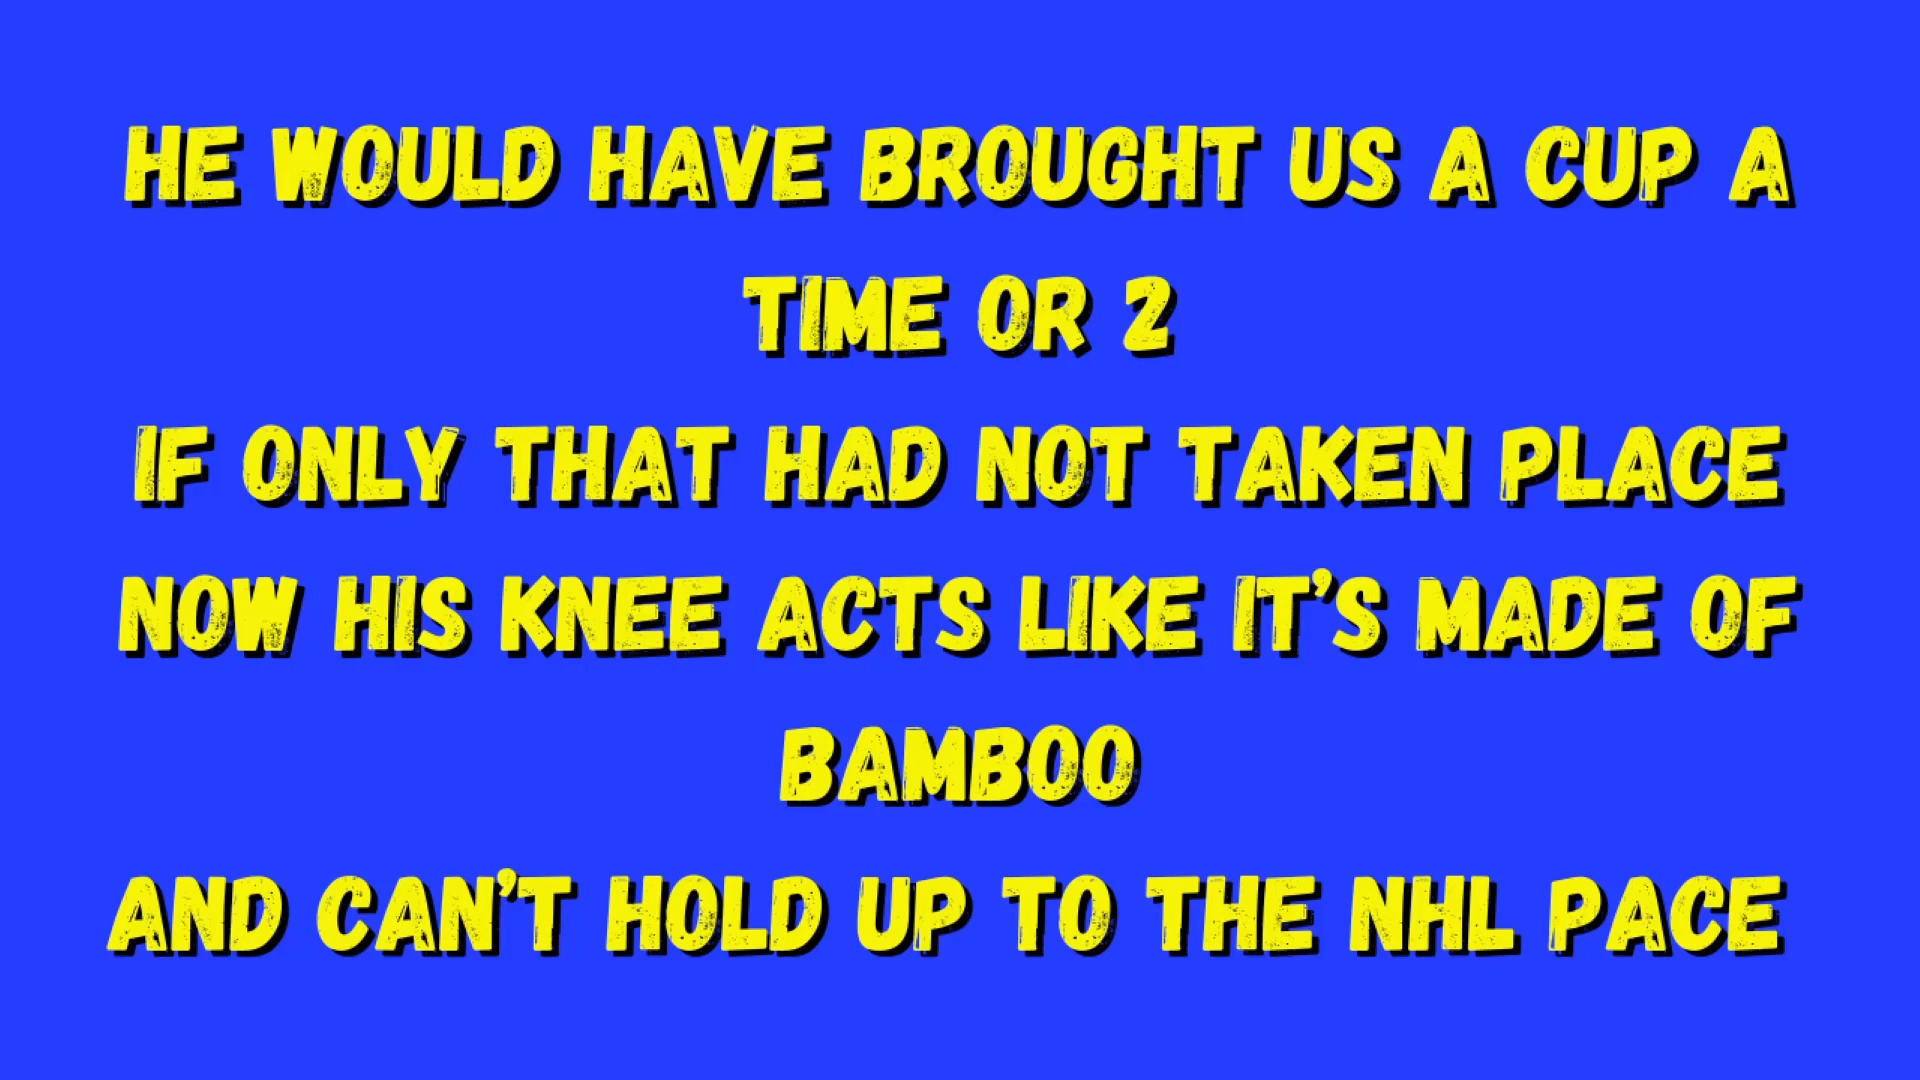 HE WOULD HAVE BROUGHT US A CUP A
TIME OR 2
IF ONLY THAT HAD NOT TAKEN PLACE
NOW HIS KNEE ACTS LIKE IT'S MADE OF
BAMBOO
AND CAN'T HOLD UP TO THE NHL PACE